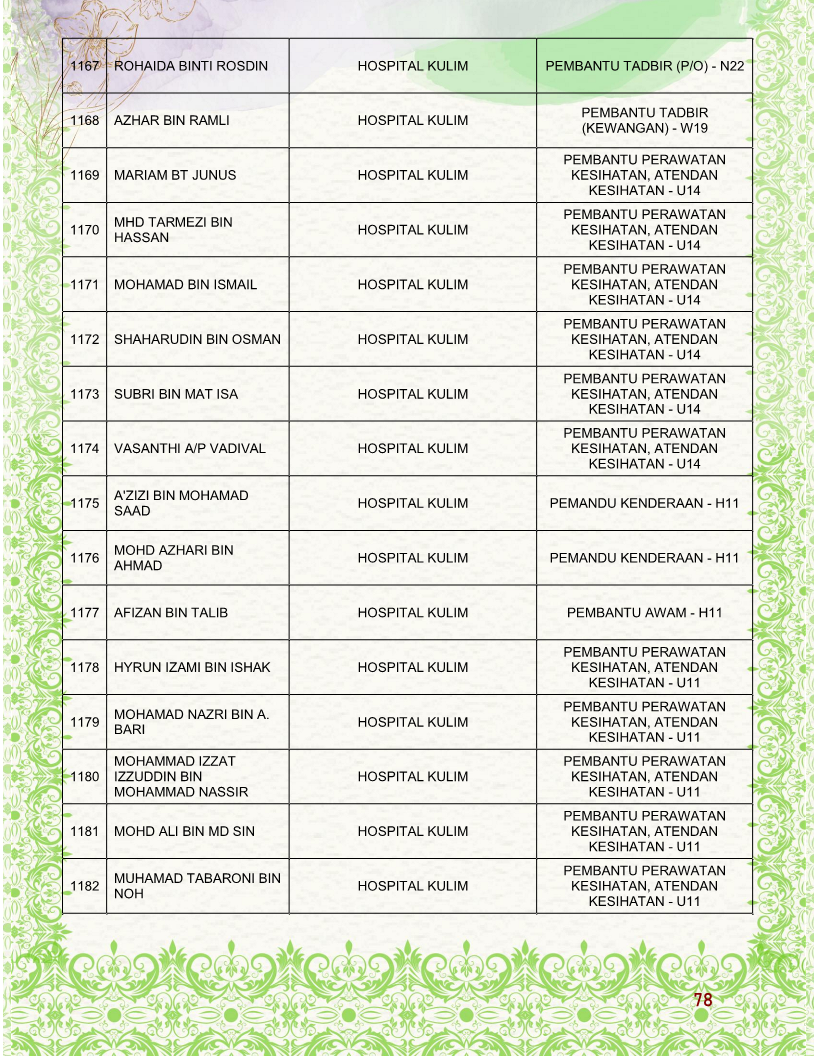 1167 ROHAIDA BINTI ROSDIN HOSPITAL KULIM PEMBANTU TADBIR (P/O) - N22
1168 AZHAR BIN RAMLI HOSPITAL KULIM PEMBANTU TADBIR
(KEWANGAN) - W19
1169 MARIAM BT JUNUS HOSPITAL KULIM PEMBANTU PERAWATAN
KESIHATAN, ATENDAN
KESIHATAN - U14
1170 MHD TARMEZI BIN
HASSAN HOSPITAL KULIM PEMBANTU PERAWATAN
KESIHATAN, ATENDAN
KESIHATAN - U14
1171 MOHAMAD BIN ISMAIL HOSPITAL KULIM PEMBANTU PERAWATAN
KESIHATAN, ATENDAN
KESIHATAN - U14
1172 SHAHARUDIN BIN OSMAN HOSPITAL KULIM PEMBANTU PERAWATAN
KESIHATAN, ATENDAN
KESIHATAN - U14
1173 SUBRI BIN MAT ISA HOSPITAL KULIM PEMBANTU PERAWATAN
KESIHATAN, ATENDAN
KESIHATAN - U14
1174 VASANTHI A/P VADIVAL HOSPITAL KULIM PEMBANTU PERAWATAN
KESIHATAN, ATENDAN
KESIHATAN - U14
1175 A'ZIZI BIN MOHAMAD
SAAD HOSPITAL KULIM PEMANDU KENDERAAN - H11
1176 MOHD AZHARI BIN
AHMAD HOSPITAL KULIM PEMANDU KENDERAAN - H11
1177 AFIZAN BIN TALIB HOSPITAL KULIM PEMBANTU AWAM - H11
1178 HYRUN IZAMI BIN ISHAK HOSPITAL KULIM PEMBANTU PERAWATAN
KESIHATAN, ATENDAN
KESIHATAN - U11
1179 MOHAMAD NAZRI BIN A.
BARI HOSPITAL KULIM PEMBANTU PERAWATAN
KESIHATAN, ATENDAN
KESIHATAN - U11
1180 MOHAMMAD IZZAT
IZZUDDIN BIN
MOHAMMAD NASSIR HOSPITAL KULIM PEMBANTU PERAWATAN
KESIHATAN, ATENDAN
KESIHATAN - U11
1181 MOHD ALI BIN MD SIN HOSPITAL KULIM PEMBANTU PERAWATAN
KESIHATAN, ATENDAN
KESIHATAN - U11
1182 MUHAMAD TABARONI BIN
NOH HOSPITAL KULIM PEMBANTU PERAWATAN
KESIHATAN, ATENDAN
KESIHATAN - U11
78